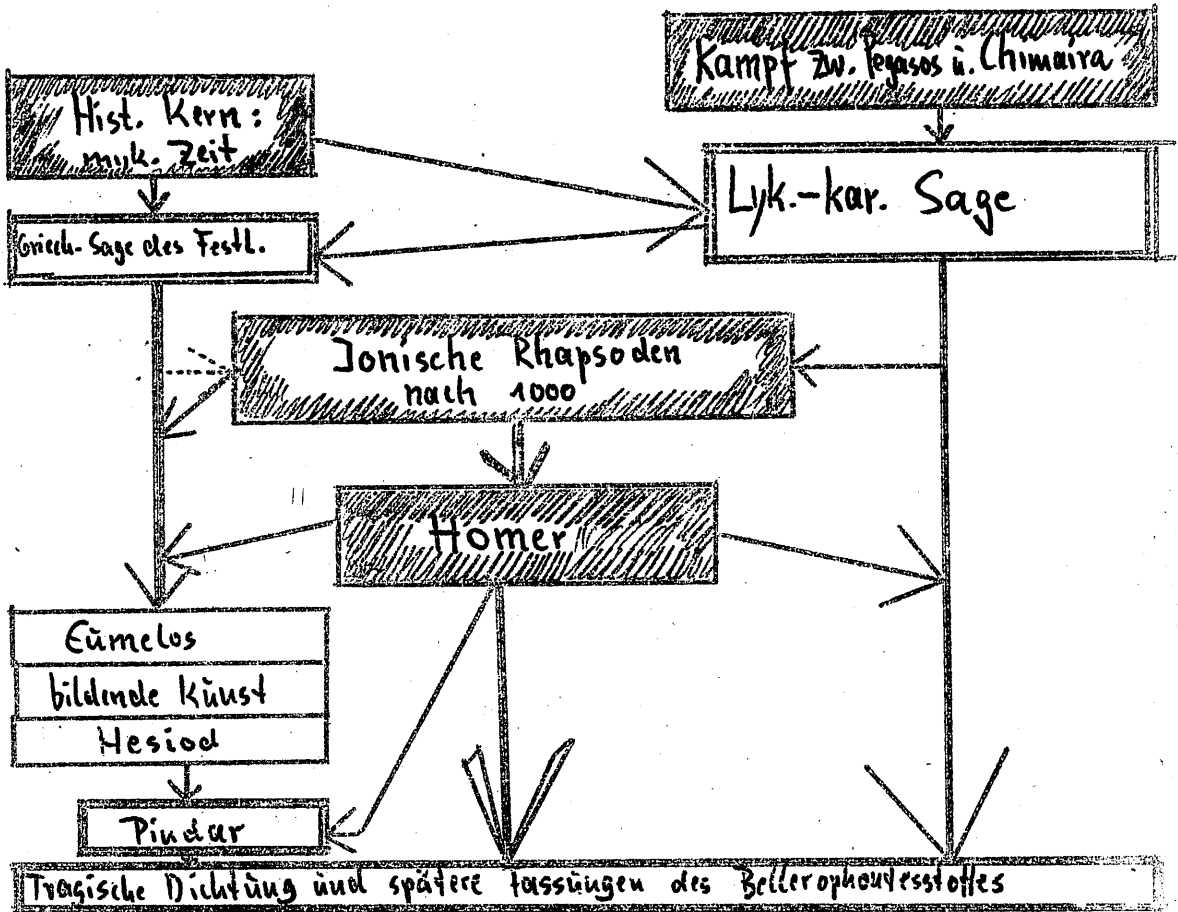 Kampf zw. Pegasos u. Chimaira
Hist. Kern:
myk. Zeit
Lyk.-kar. Sage
Griech. Sage des Festl.
Ionische Rhapsoden
nach 1000
Homer
Eumelos
bildende Kunst
Hesiod
Pindar
Tragische Dichtung und spätere Fassungen des Bellerophontesstoffes